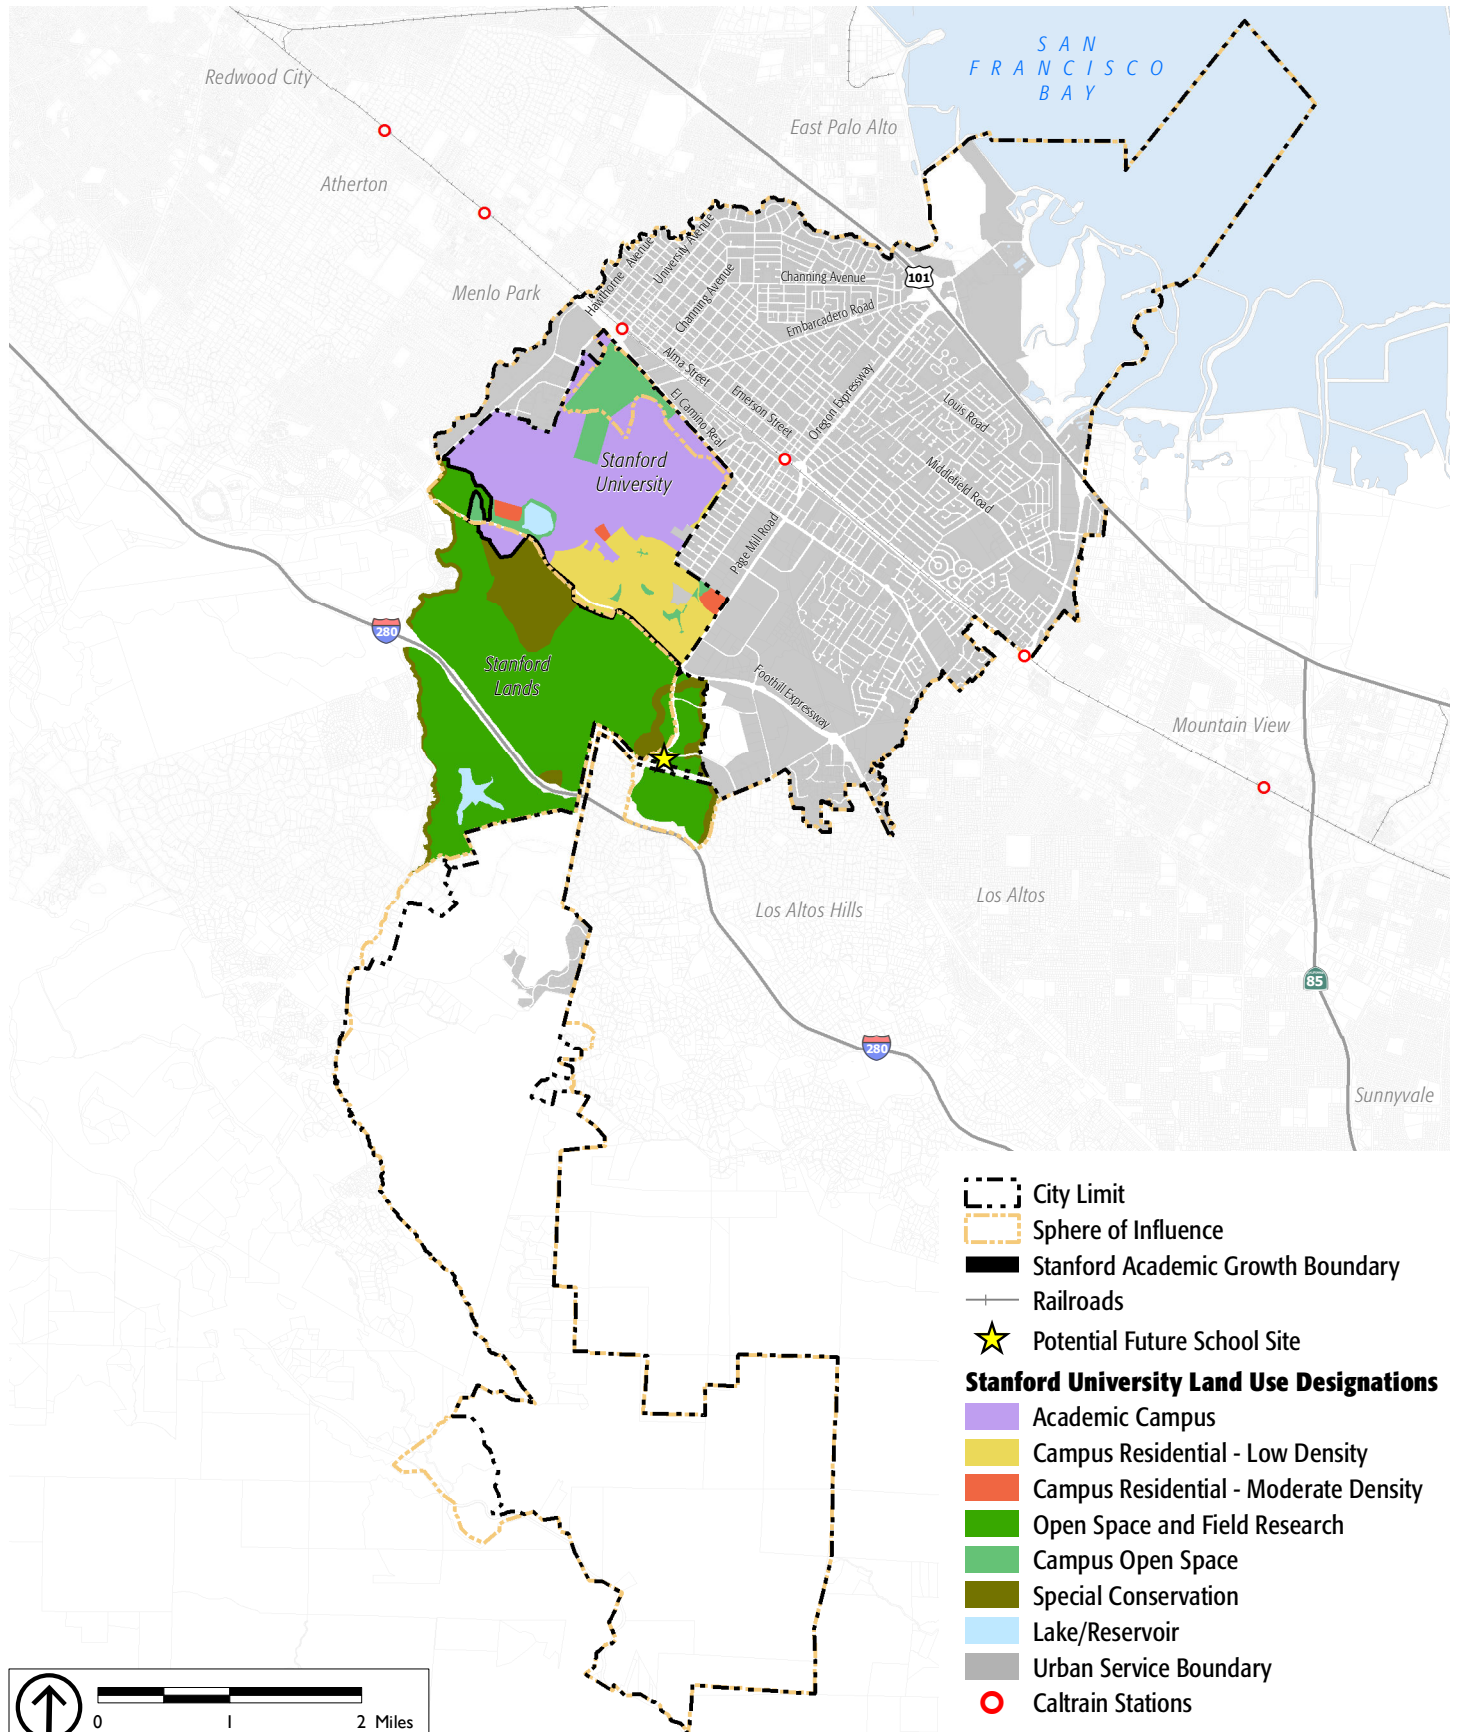 S A N
F R A N C I S C O
B A Y
Redwood City
East Palo Alto
Atherton
Menlo Park
Hawthorne Avenue
University Avenue
Channing Avenue
Channing Avenue
101
Embarcadero Road
Alma Street
Emerson Street
El Camino Real
Oregon Expressway
Louis Road
Middlefield Road
Stanford
University
Page Mill Road
280
Stanford
Lands
Foothill Expressway
Mountain View
Los Altos
Los Altos Hills
85
280
Sunnyvale
City Limit
Sphere of Influence
Stanford Academic Growth Boundary
Railroads
Potential Future School Site
Stanford University Land Use Designations
Academic Campus
Campus Residential - Low Density
Campus Residential - Moderate Density
Open Space and Field Research
Campus Open Space
Special Conservation
Lake/Reservoir
Urban Service Boundary
Caltrain Stations
0 1 2 Miles